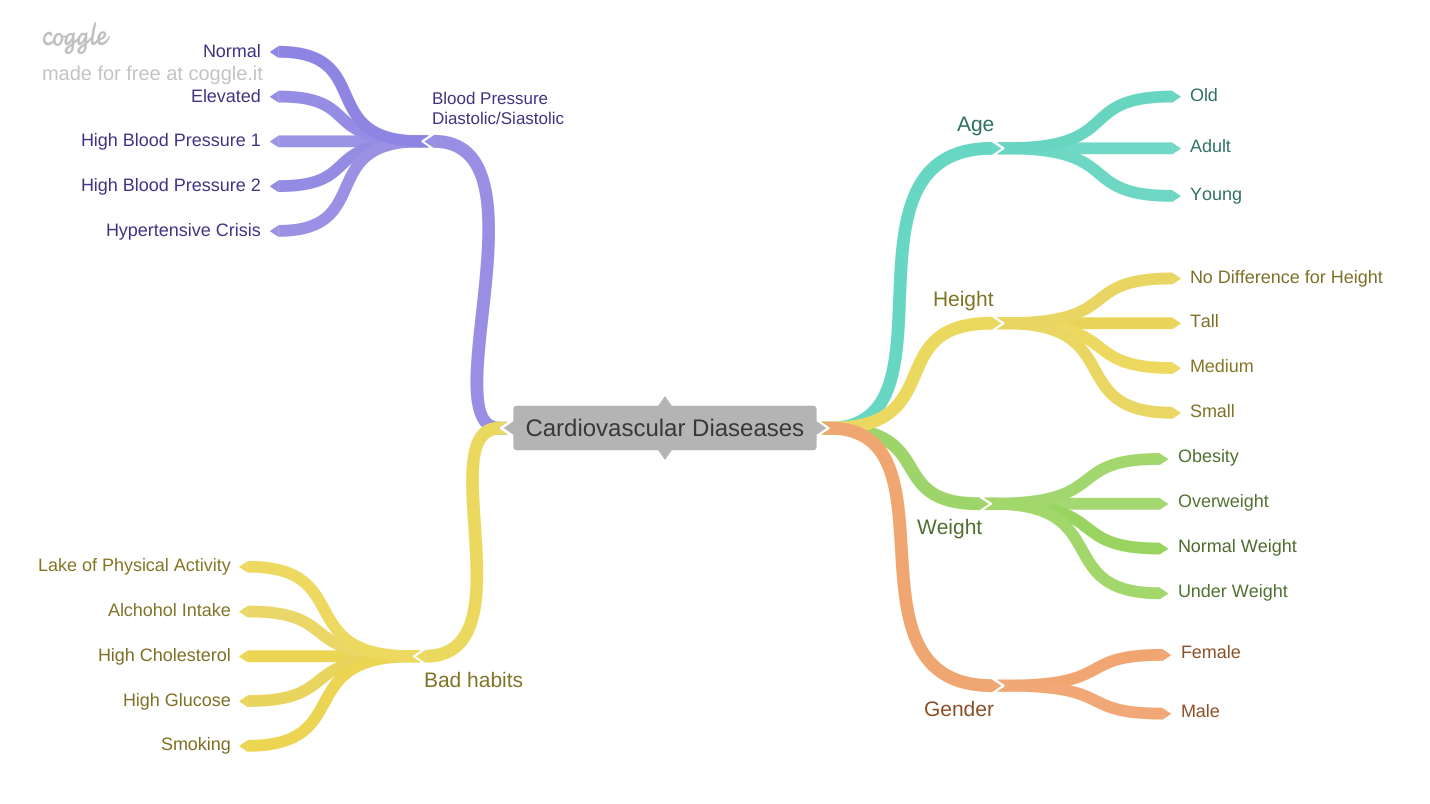 coggle
made for free at coggle.it
Normal
Elevated
High Blood Pressure 1
High Blood Pressure 2
Hypertensive Crisis
Blood Pressure
Diastolic/Siastolic
Cardiovascular Diaseases
Lake of Physical Activity
Alchohol Intake
High Cholesterol
High Glucose
Smoking
Bad habits
Age
Old
Adult
Young
Height
No Difference for Height
Tall
Medium
Small
Weight
Obesity
Overweight
Normal Weight
Under Weight
Gender
Female
Male